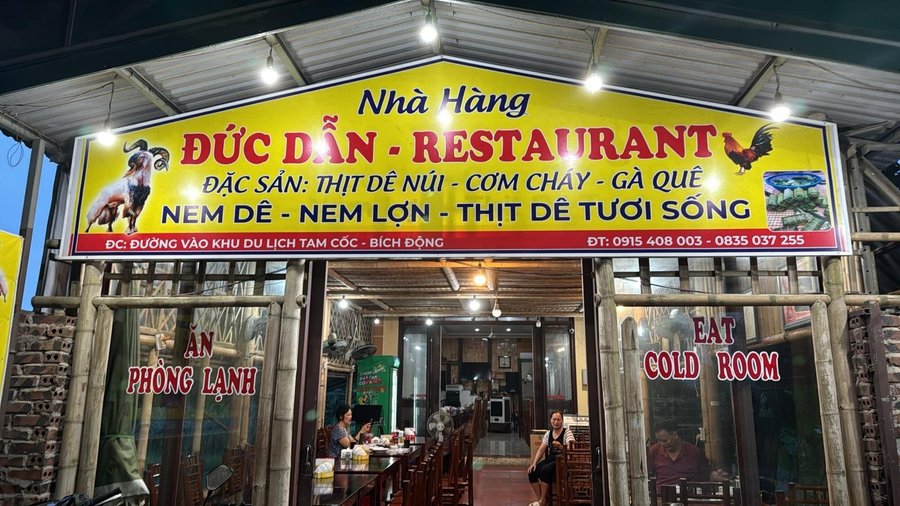 Nhà Hàng
ĐỨC DẪN - RESTAURANT
ĐẶC SẢN: THỊT DÊ NÚI - CƠM CHÁY - GÀ QUÊ
NEM DÊ - NEM LỢN - THỊT DÊ TƯƠI SỐNG
ĐC: ĐƯỜNG VÀO KHU DU LỊCH TAM CỐC - BÍCH ĐỘNG ĐT: 0915 408 003 - 0835 037 255
ĂN
PHÒNG LẠNH
EAT
COLD ROOM